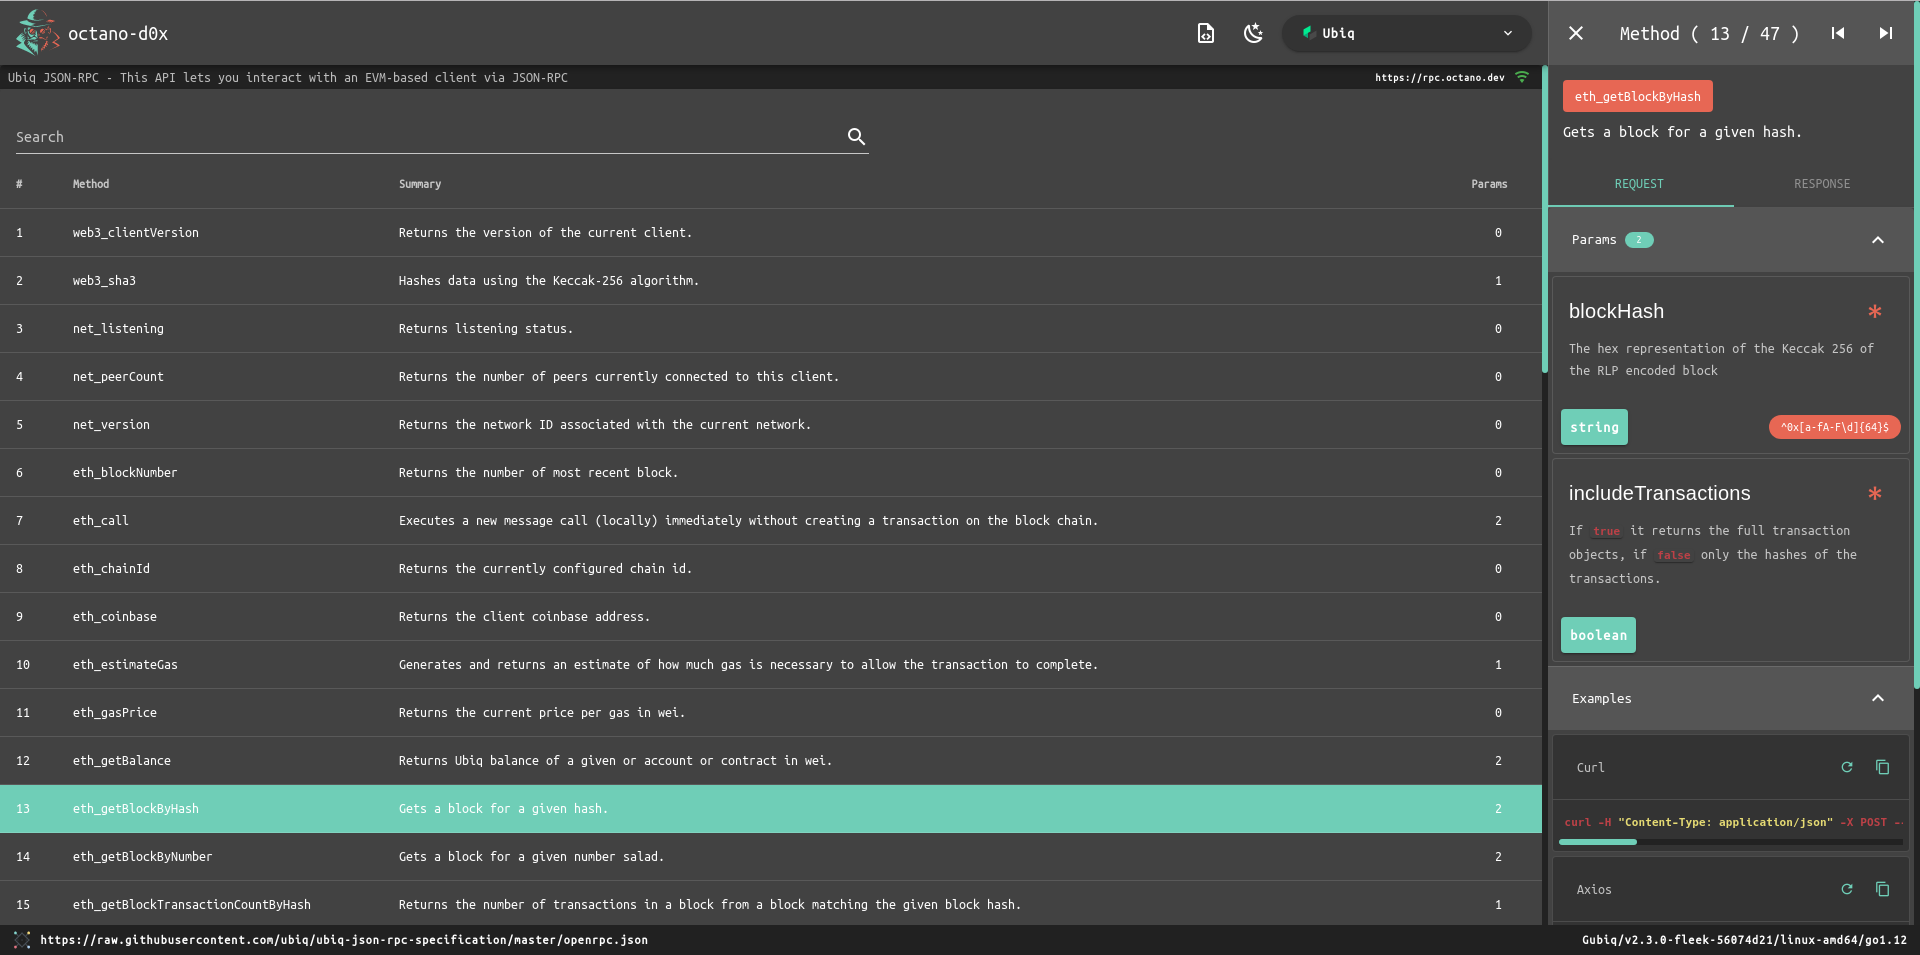 octano-d0x
Ubiq
Method ( 13 / 47 )
Ubiq JSON-RPC - This API lets you interact with an EVM-based client via JSON-RPC
https://rpc.octano.dev
Search
# Method Summary Params
1 web3_clientVersion Returns the version of the current client. 0
2 web3_sha3 Hashes data using the Keccak-256 algorithm. 1
3 net_listening Returns listening status. 0
4 net_peerCount Returns the number of peers currently connected to this client. 0
5 net_version Returns the network ID associated with the current network. 0
6 eth_blockNumber Returns the number of most recent block. 0
7 eth_call Executes a new message call (locally) immediately without creating a transaction on the block chain. 2
8 eth_chainId Returns the currently configured chain id. 0
9 eth_coinbase Returns the client coinbase address. 0
10 eth_estimateGas Generates and returns an estimate of how much gas is necessary to allow the transaction to complete. 1
11 eth_gasPrice Returns the current price per gas in wei. 0
12 eth_getBalance Returns Ubiq balance of a given or account or contract in wei. 2
13 eth_getBlockByHash Gets a block for a given hash. 2
14 eth_getBlockByNumber Gets a block for a given number salad. 2
15 eth_getBlockTransactionCountByHash Returns the number of transactions in a block from a block matching the given block hash. 1
eth_getBlockByHash
Gets a block for a given hash.
REQUEST RESPONSE
Params 2
blockHash *
The hex representation of the Keccak 256 of
the RLP encoded block
string ^0x[a-fA-F\d]{64}$
includeTransactions *
If true it returns the full transaction
objects, if false only the hashes of the
transactions.
boolean
Examples
Curl
curl -H "Content-Type: application/json" -X POST -
Axios
https://raw.githubusercontent.com/ubiq/ubiq-json-rpc-specification/master/openrpc.json
Gubiq/v2.3.0-fleek-56074d21/linux-amd64/go1.12